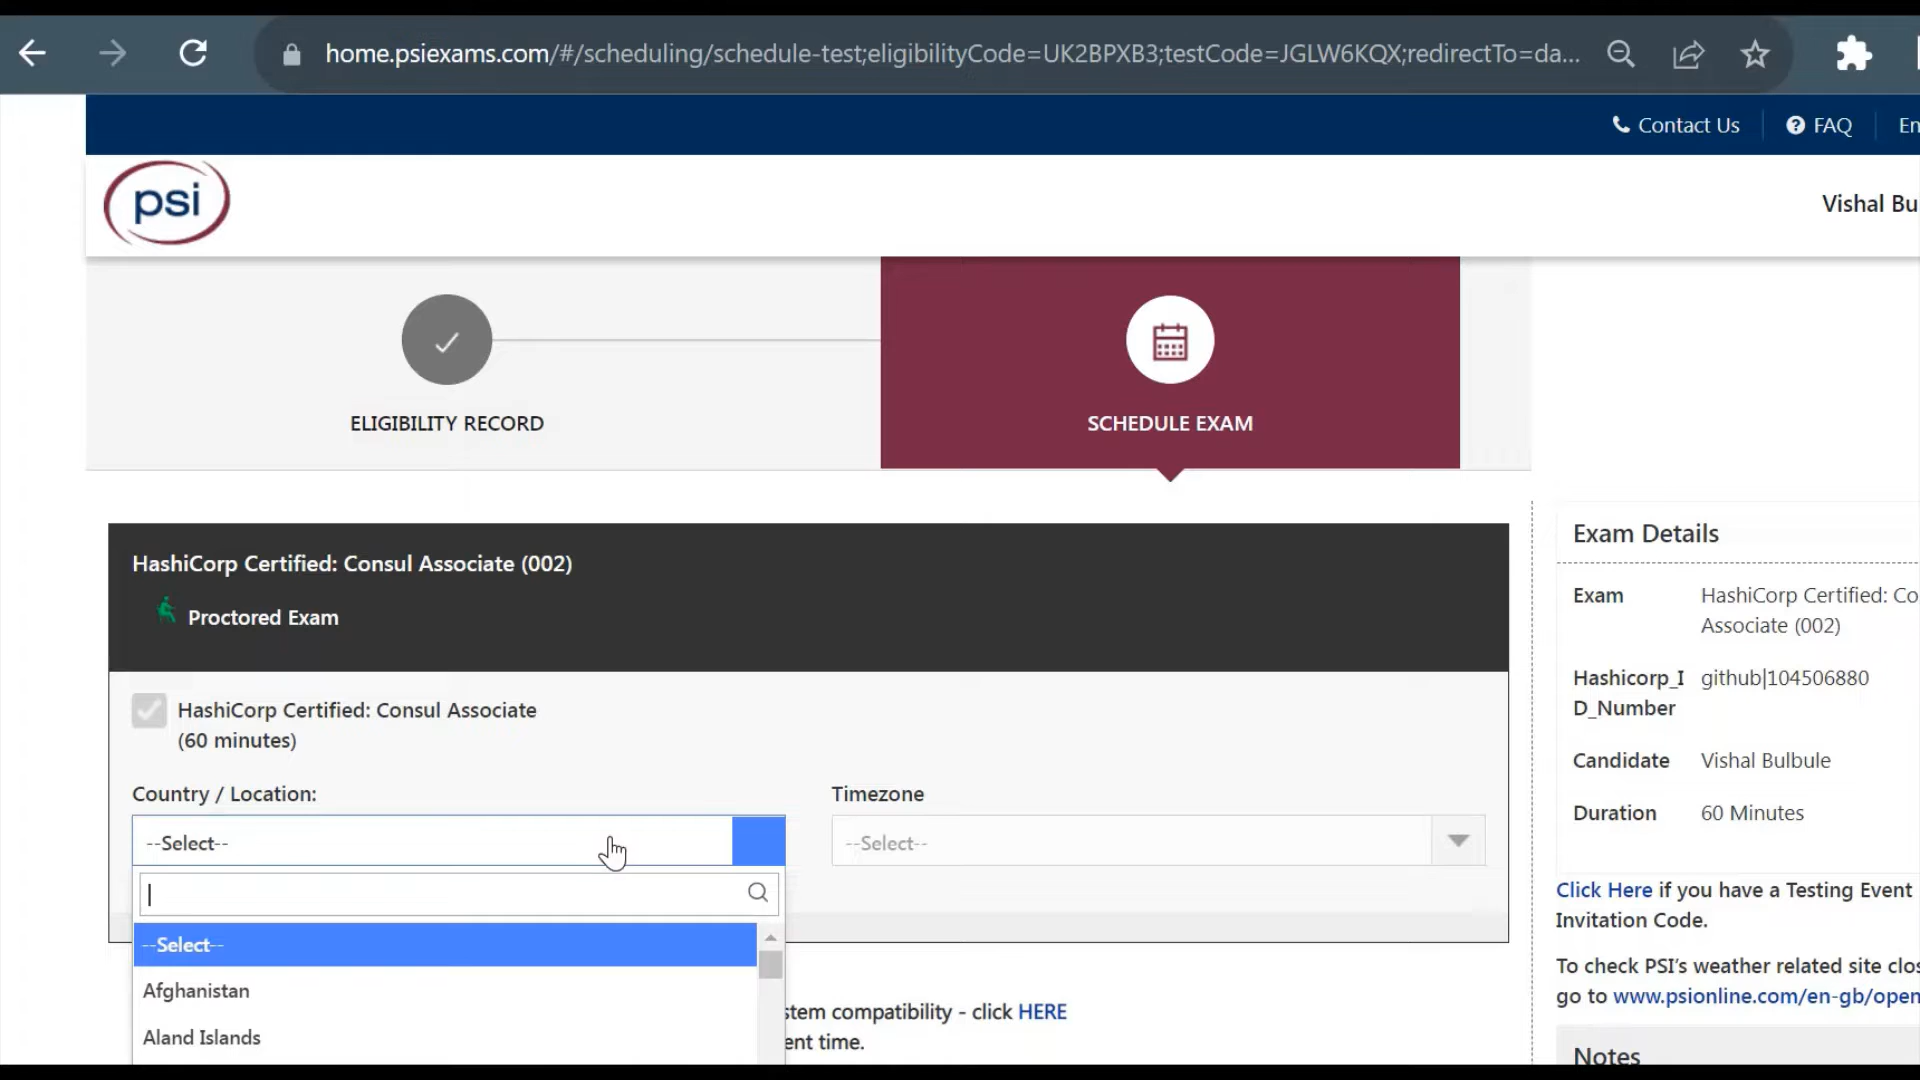 home.psiexams.com/#/scheduling/schedule-test;eligibilityCode=UK2BPXB3;testCode=JGLW6KQX;redirectTo=da...
Contact Us
FAQ
En
psi
Vishal Bu
ELIGIBILITY RECORD
SCHEDULE EXAM
HashiCorp Certified: Consul Associate (002)
Proctored Exam
HashiCorp Certified: Consul Associate
(60 minutes)
Country / Location:
--Select--
--Select--
Afghanistan
Aland Islands
Timezone
--Select--
stem compatibility - click HERE
ent time.
Exam Details
Exam
HashiCorp Certified: Co
Associate (002)
Hashicorp_I
D_Number
github|104506880
Candidate
Vishal Bulbule
Duration
60 Minutes
Click Here if you have a Testing Event
Invitation Code.
To check PSI's weather related site clos
go to www.psionline.com/en-gb/open
Notes